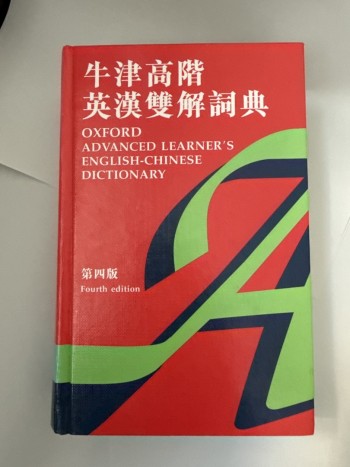 牛津高階
英漢雙解詞典
OXFORD
ADVANCED LEARNER'S
ENGLISH-CHINESE
DICTIONARY
第四版
Fourth edition